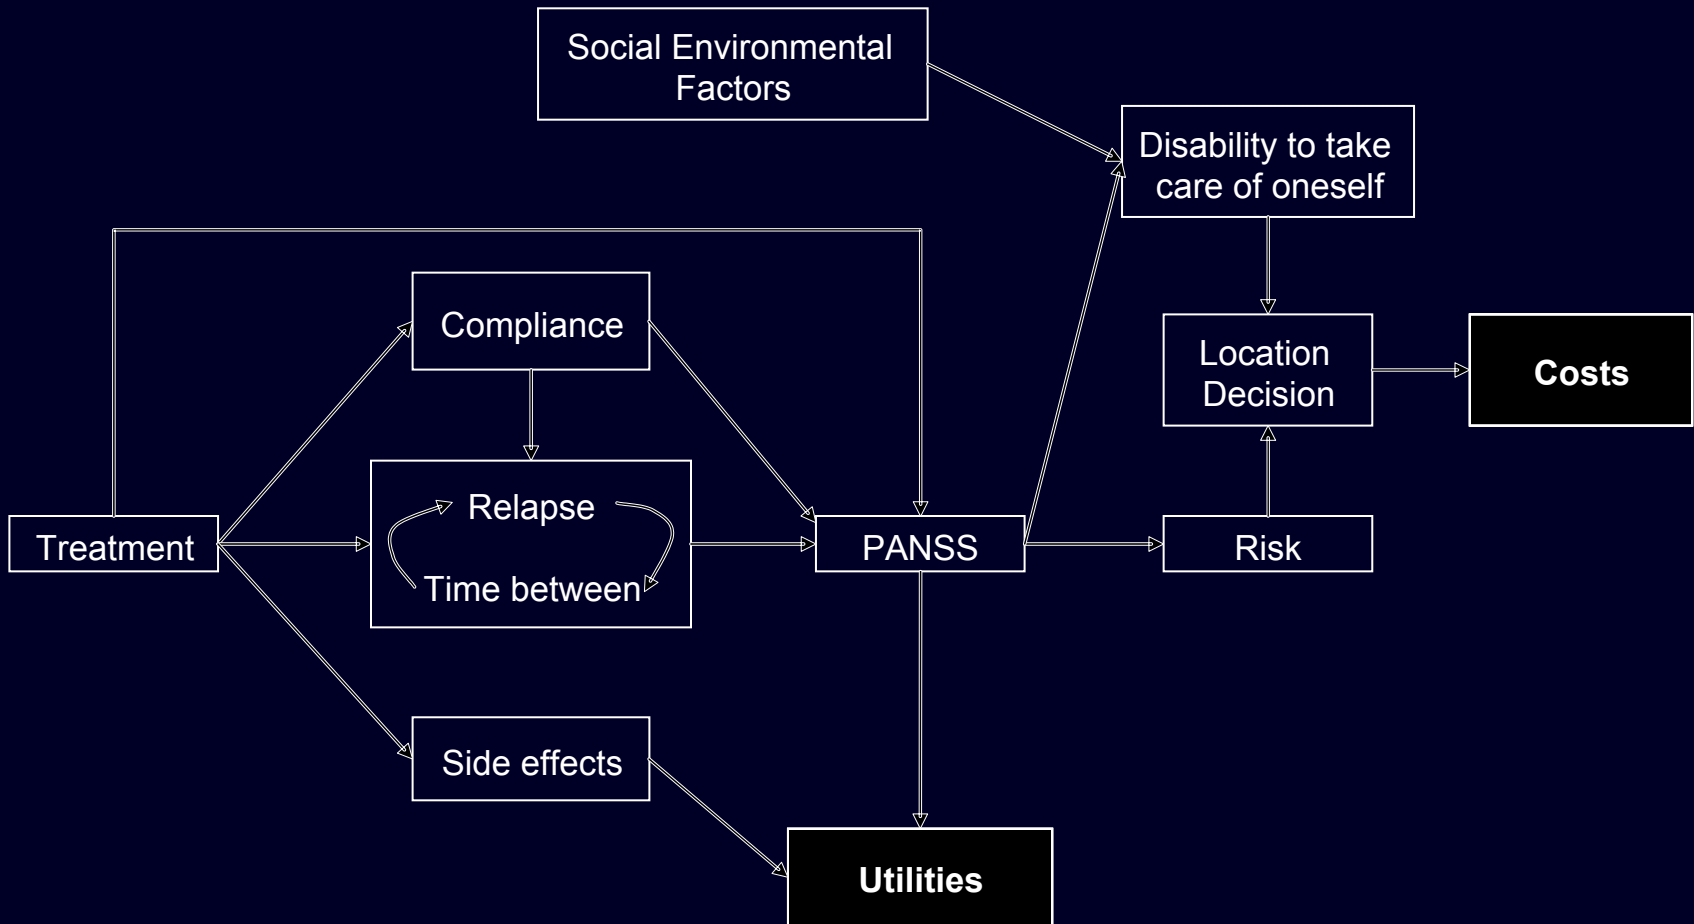 Social Environmental
Factors
Disability to take
care of oneself
Compliance
Location
Decision
Costs
Relapse
Treatment
PANSS
Risk
Time between
Side effects
Utilities